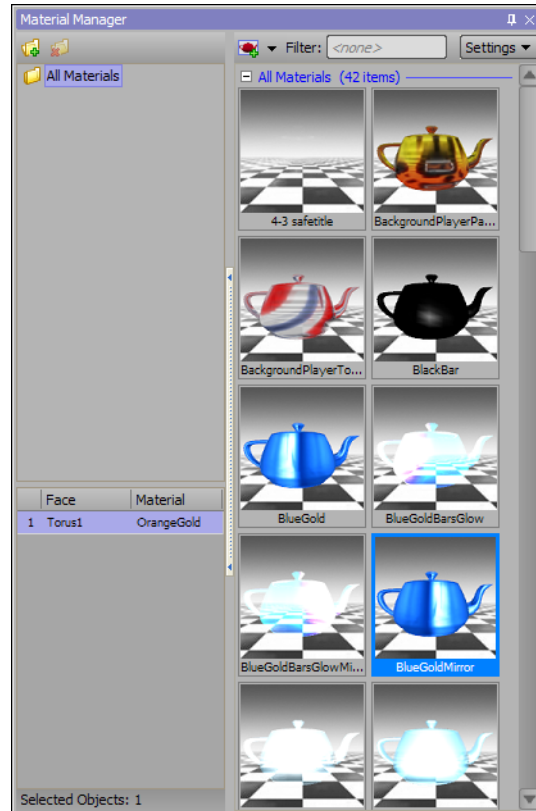 Material Manager
Filter: <none> Settings
All Materials
All Materials (42 items)
4-3 safetitle
BackgroundPlayerPa...
BackgroundPlayerTo...
BlackBar
BlueGold
BlueGoldBarsGlow
BlueGoldBarsGlowMi...
BlueGoldMirror
Face Material
1 Torus1 OrangeGold
Selected Objects: 1